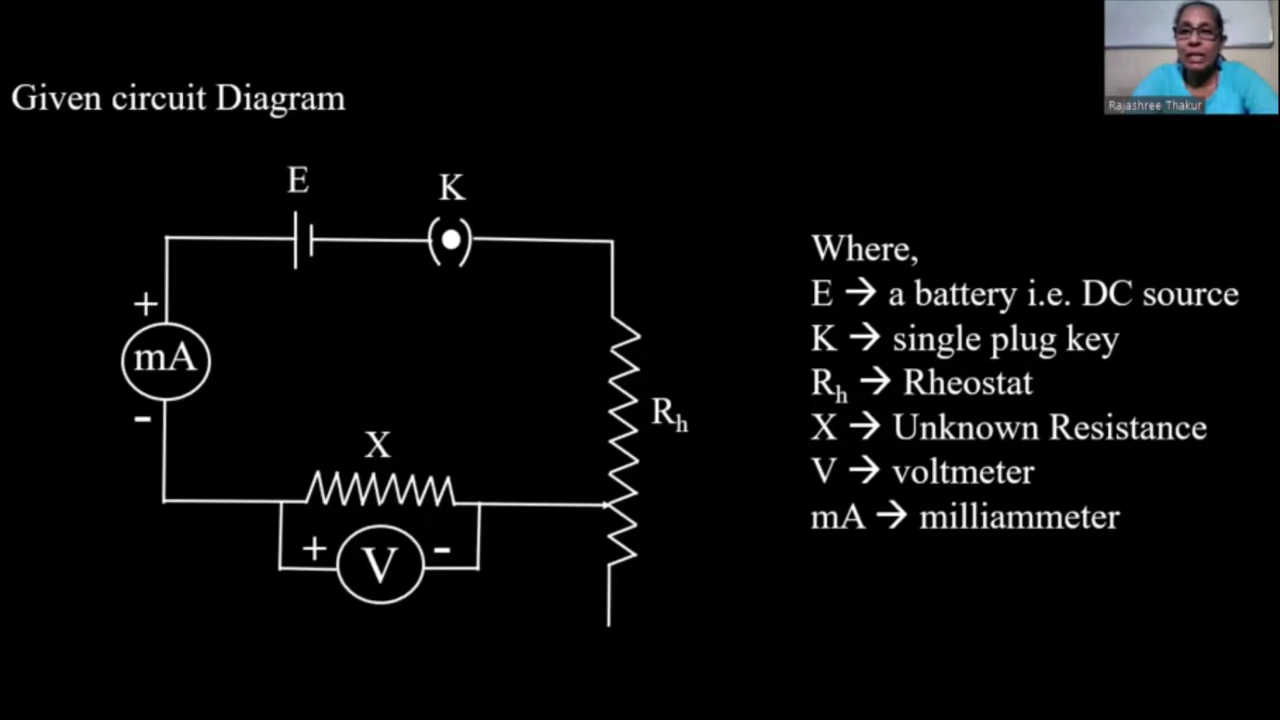 Rajashree Thakur
Given circuit Diagram
E
K
+
mA
-
X
+
V
-
Rh
Where,
E → a battery i.e. DC source
K → single plug key
Rh → Rheostat
X → Unknown Resistance
V → voltmeter
mA → milliammeter